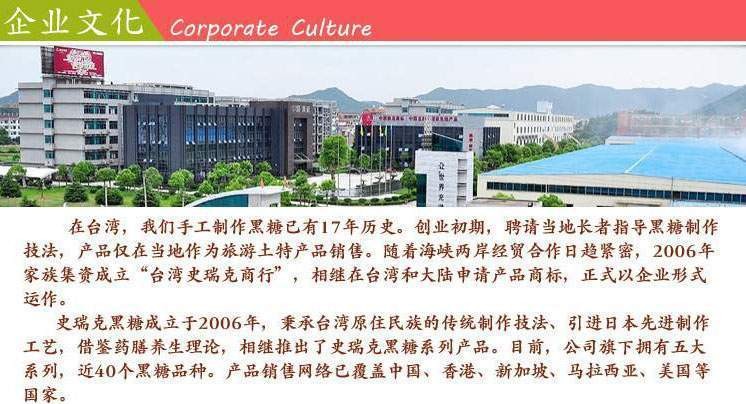 企业文化
Corporate Culture
在台湾，我们手工制作黑糖已有17年历史。创业初期，聘请当地长者指导黑糖制作
技法，产品仅在当地作为旅游土特产品销售。随着海峡两岸经贸合作日趋紧密，2006年
家族集资成立“台湾史瑞克商行”，相继在台湾和大陆申请产品商标，正式以企业形式
运作。
史瑞克黑糖成立于2006年，秉承台湾原住民族的传统制作技法、引进日本先进制作
工艺，借鉴药膳养生理论，相继推出了史瑞克黑糖系列产品。目前，公司旗下拥有五大
系列，近40个黑糖品种。产品销售网络已覆盖中国、香港、新加坡、马拉西亚、美国等
国家。